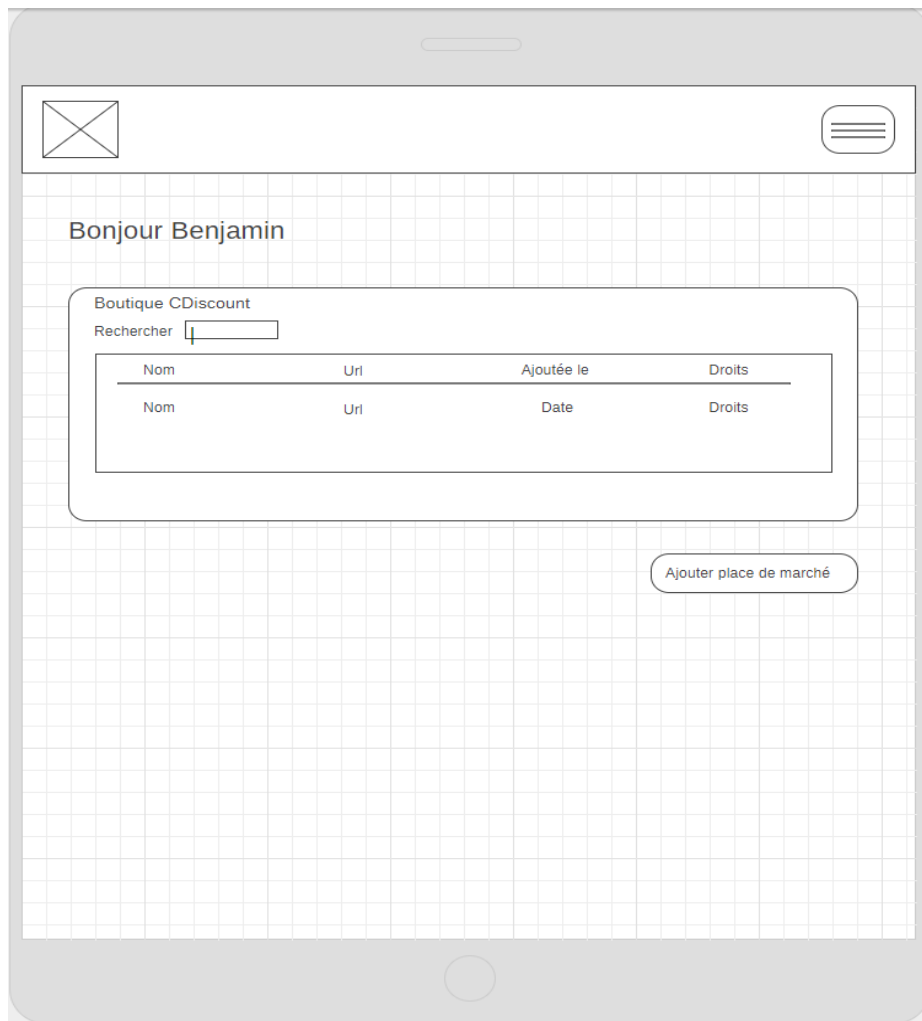 Bonjour Benjamin
Boutique CDiscount
Rechercher
Nom Url Ajoutée le Droits
Nom Url Date Droits
Ajouter place de marché